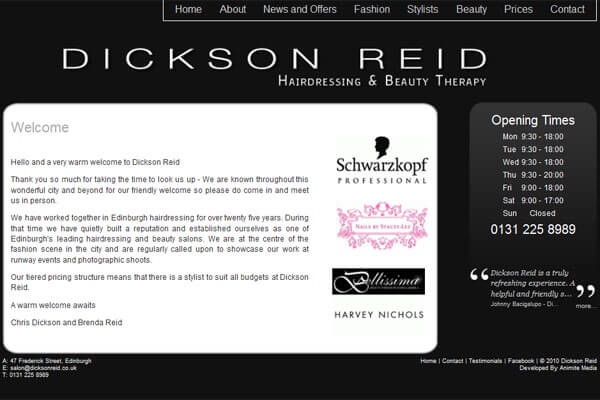 Home About News and Offers Fashion Stylists Beauty Prices Contact
DICKSON REID
HAIRDRESSING & BEAUTY THERAPY
Welcome
Hello and a very warm welcome to Dickson Reid
Thank you so much for taking the time to look us up - We are known throughout this
wonderful city and beyond for our friendly welcome so please do come in and meet
us in person.
We have worked together in Edinburgh hairdressing for over twenty five years. During
that time we have quietly built a reputation and established ourselves as one of
Edinburgh's leading hairdressing and beauty salons. We are at the centre of the
fashion scene in the city and are regularly called upon to showcase our work at
runway events and photographic shoots.
Our tiered pricing structure means that there is a stylist to suit all budgets at Dickson
Reid.
A warm welcome awaits
Chris Dickson and Brenda Reid
Schwarzkopf
PROFESSIONAL
NAILS BY STACEY-LEE
Bellissima
HARVEY NICHOLS
Opening Times
Mon 9:30 - 18:00
Tue 9:30 - 18:00
Wed 9:30 - 18:00
Thu 9:30 - 20:00
Fri 9:00 - 18:00
Sat 9:00 - 17:00
Sun Closed
0131 225 8989
“ Dickson Reid is a truly
refreshing experience. A
helpful and friendly s... ”
Johnny Bacigalupo - Di...
more...
A: 47 Frederick Street, Edinburgh
E: salon@dicksonreid.co.uk
T: 0131 225 8989
Home | Contact | Testimonials | Facebook | © 2010 Dickson Reid
Developed By Animite Media